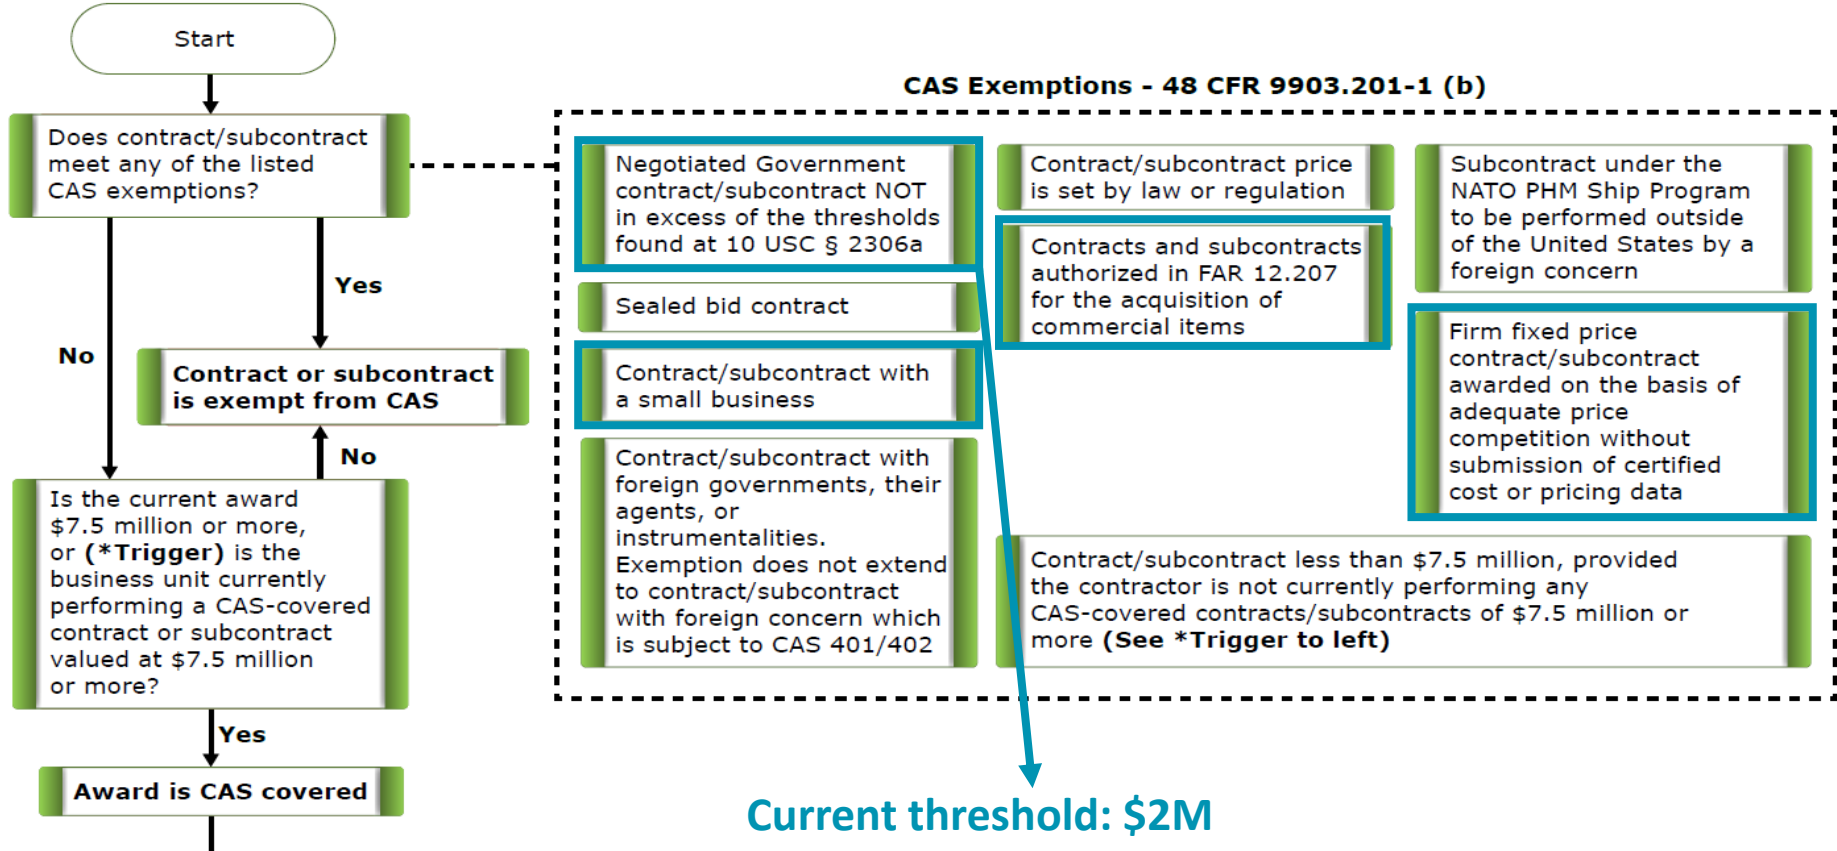 Start
Does contract/subcontract
meet any of the listed
CAS exemptions?
Yes
No
Contract or subcontract
is exempt from CAS
No
Is the current award
$7.5 million or more,
or (*Trigger) is the
business unit currently
performing a CAS-covered
contract or subcontract
valued at $7.5 million
or more?
Yes
Award is CAS covered
CAS Exemptions - 48 CFR 9903.201-1 (b)
Negotiated Government
contract/subcontract NOT
in excess of the thresholds
found at 10 USC § 2306a
Sealed bid contract
Contract/subcontract with
a small business
Contract/subcontract with
foreign governments, their
agents, or
instrumentalities.
Exemption does not extend
to contract/subcontract
with foreign concern which
is subject to CAS 401/402
Contract/subcontract price
is set by law or regulation
Contracts and subcontracts
authorized in FAR 12.207
for the acquisition of
commercial items
Subcontract under the
NATO PHM Ship Program
to be performed outside
of the United States by a
foreign concern
Firm fixed price
contract/subcontract
awarded on the basis of
adequate price
competition without
submission of certified
cost or pricing data
Contract/subcontract less than $7.5 million, provided
the contractor is not currently performing any
CAS-covered contracts/subcontracts of $7.5 million or
more (See *Trigger to left)
Current threshold: $2M